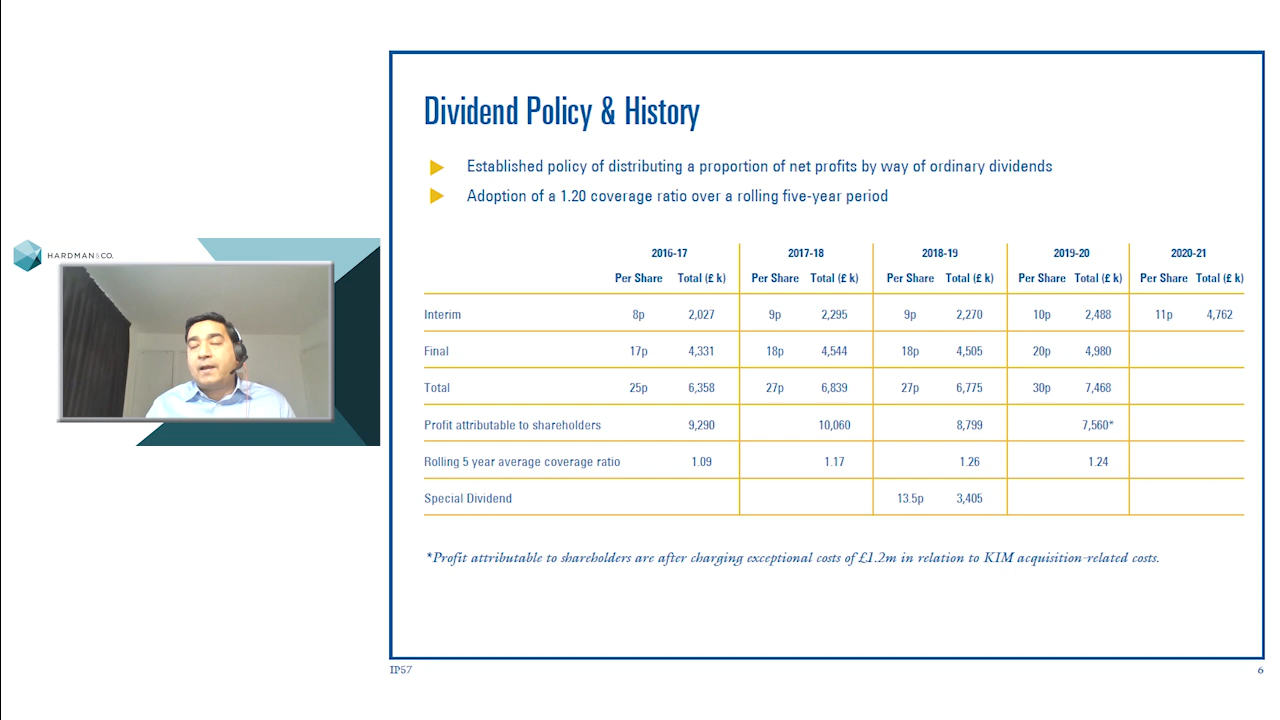 HARDMAN&CO.
Dividend Policy & History
Established policy of distributing a proportion of net profits by way of ordinary dividends
Adoption of a 1.20 coverage ratio over a rolling five-year period
2016-17 2017-18 2018-19 2019-20 2020-21
Per Share Total (£ k) Per Share Total (£ k) Per Share Total (£ k) Per Share Total (£ k) Per Share Total (£ k)
Interim 8p 2,027 9p 2,295 9p 2,270 10p 2,488 11p 4,762
Final 17p 4,331 18p 4,544 18p 4,505 20p 4,980
Total 25p 6,358 27p 6,839 27p 6,775 30p 7,468
Profit attributable to shareholders 9,290 10,060 8,799 7,560*
Rolling 5 year average coverage ratio 1.09 1.17 1.26 1.24
Special Dividend 13.5p 3,405
*Profit attributable to shareholders are after charging exceptional costs of £1.2m in relation to KIM acquisition-related costs.
IP57 6